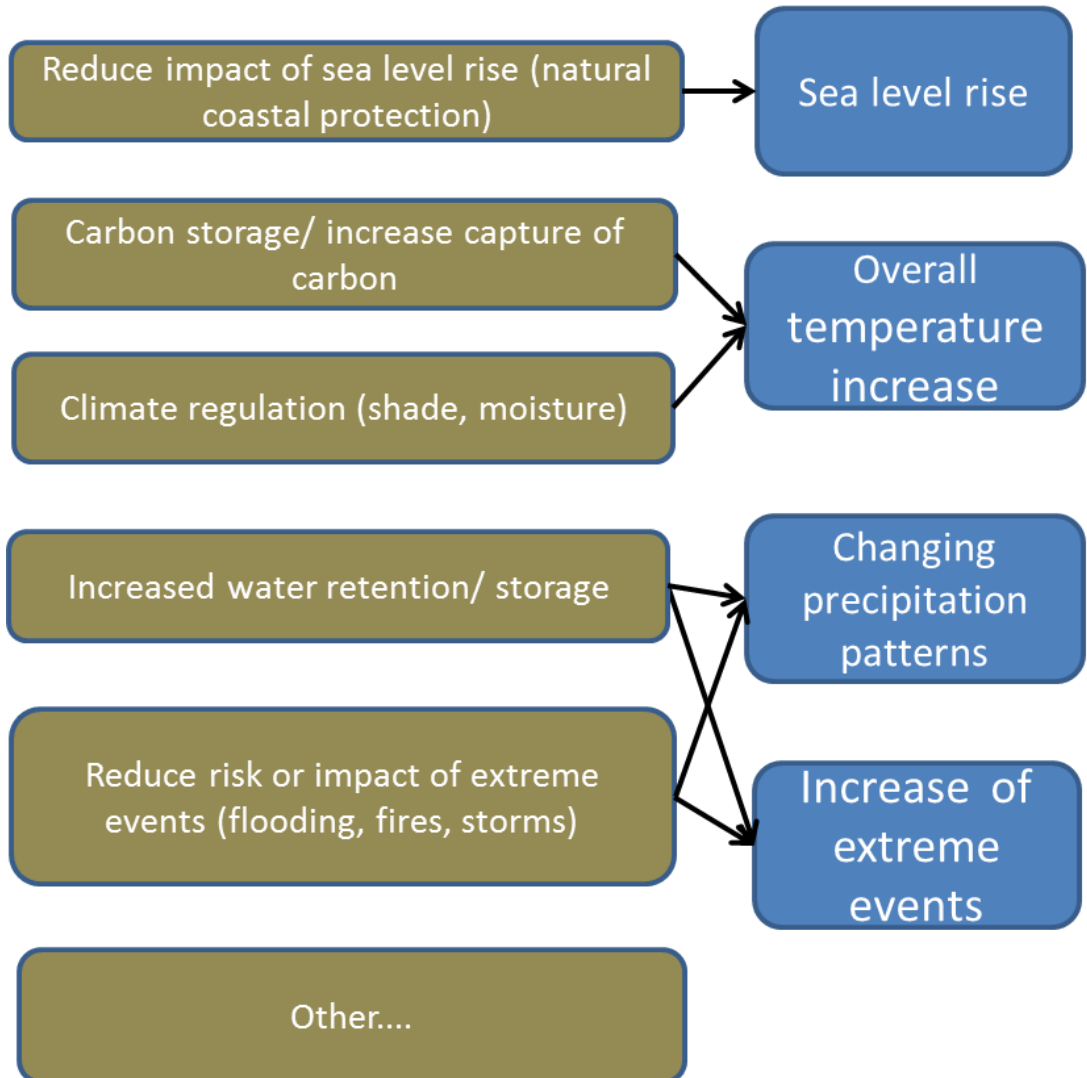 Reduce impact of sea level rise (natural
coastal protection)
Sea level rise
Carbon storage/ increase capture of
carbon
Overall
temperature
increase
Climate regulation (shade, moisture)
Increased water retention/ storage
Changing
precipitation
patterns
Reduce risk or impact of extreme
events (flooding, fires, storms)
Increase of
extreme
events
Other....